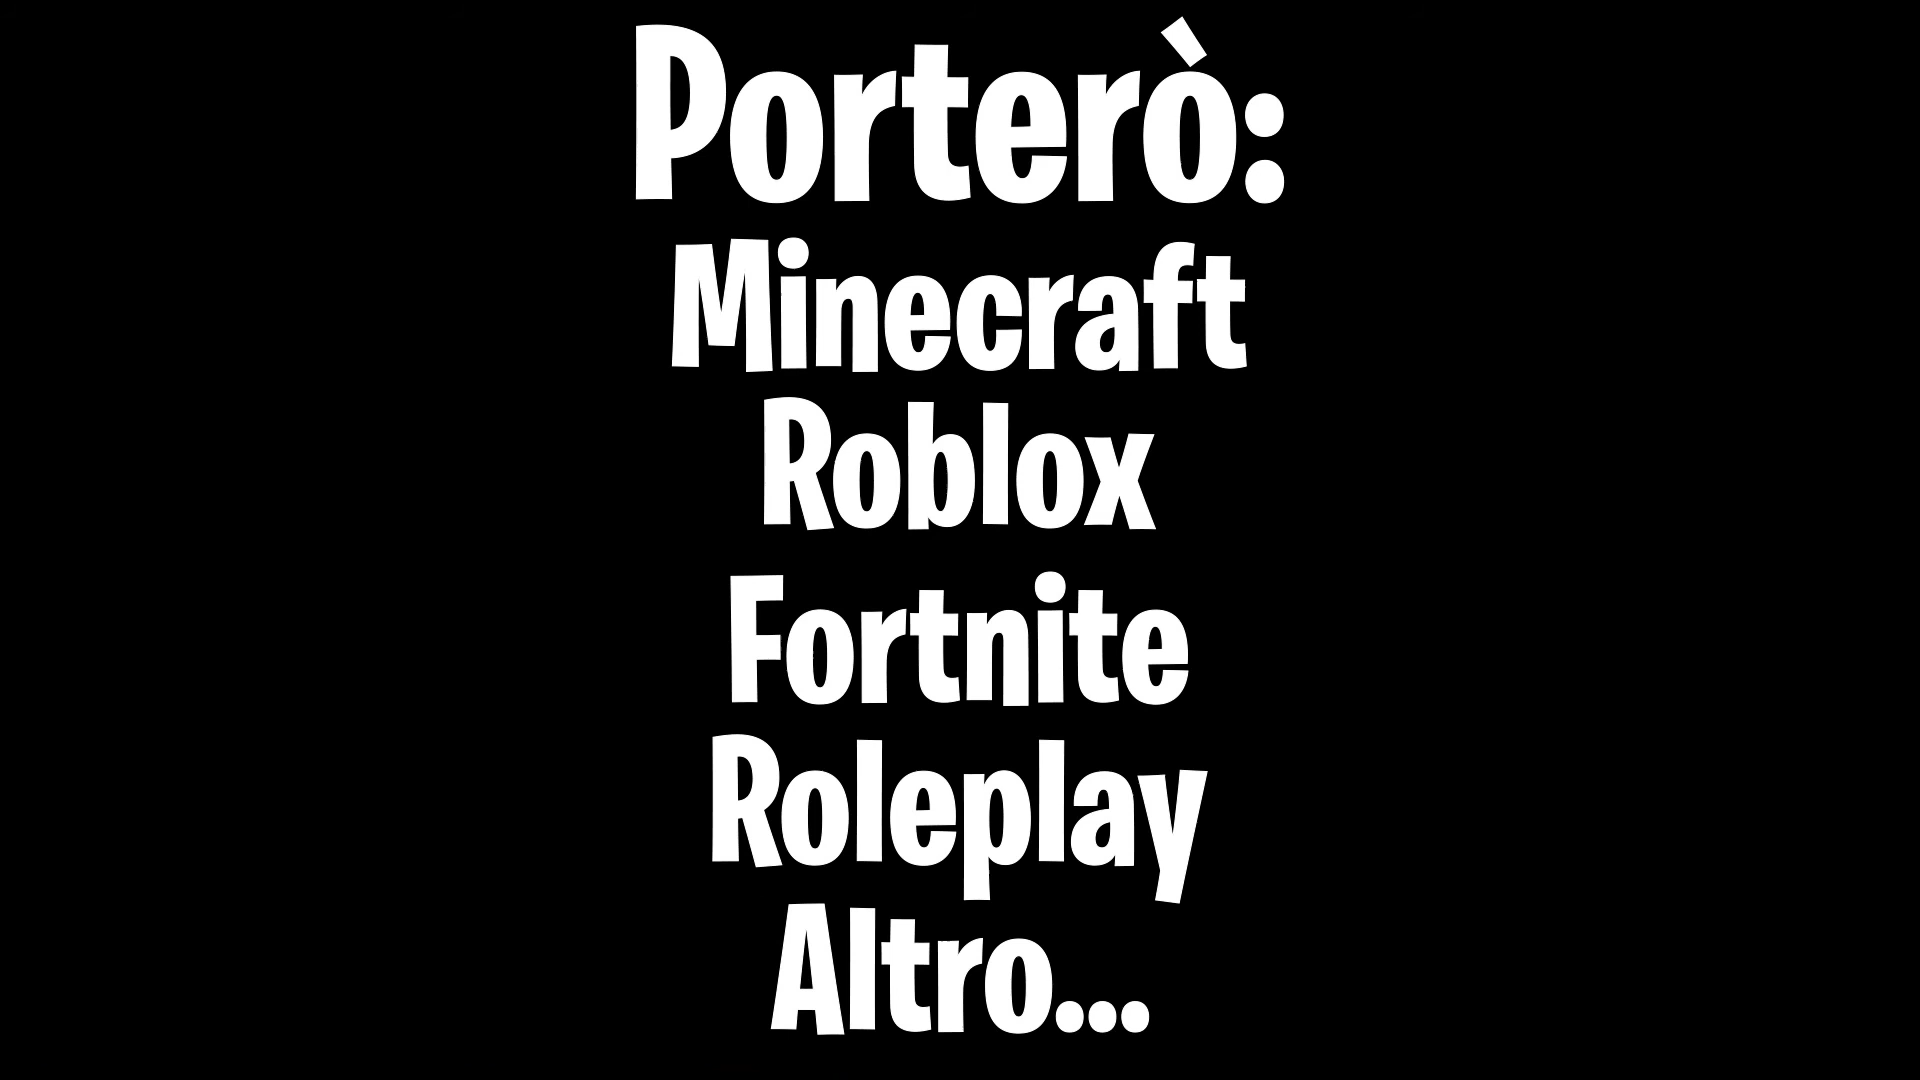 Porterò:
Minecraft
Roblox
Fortnite
Roleplay
Altro...